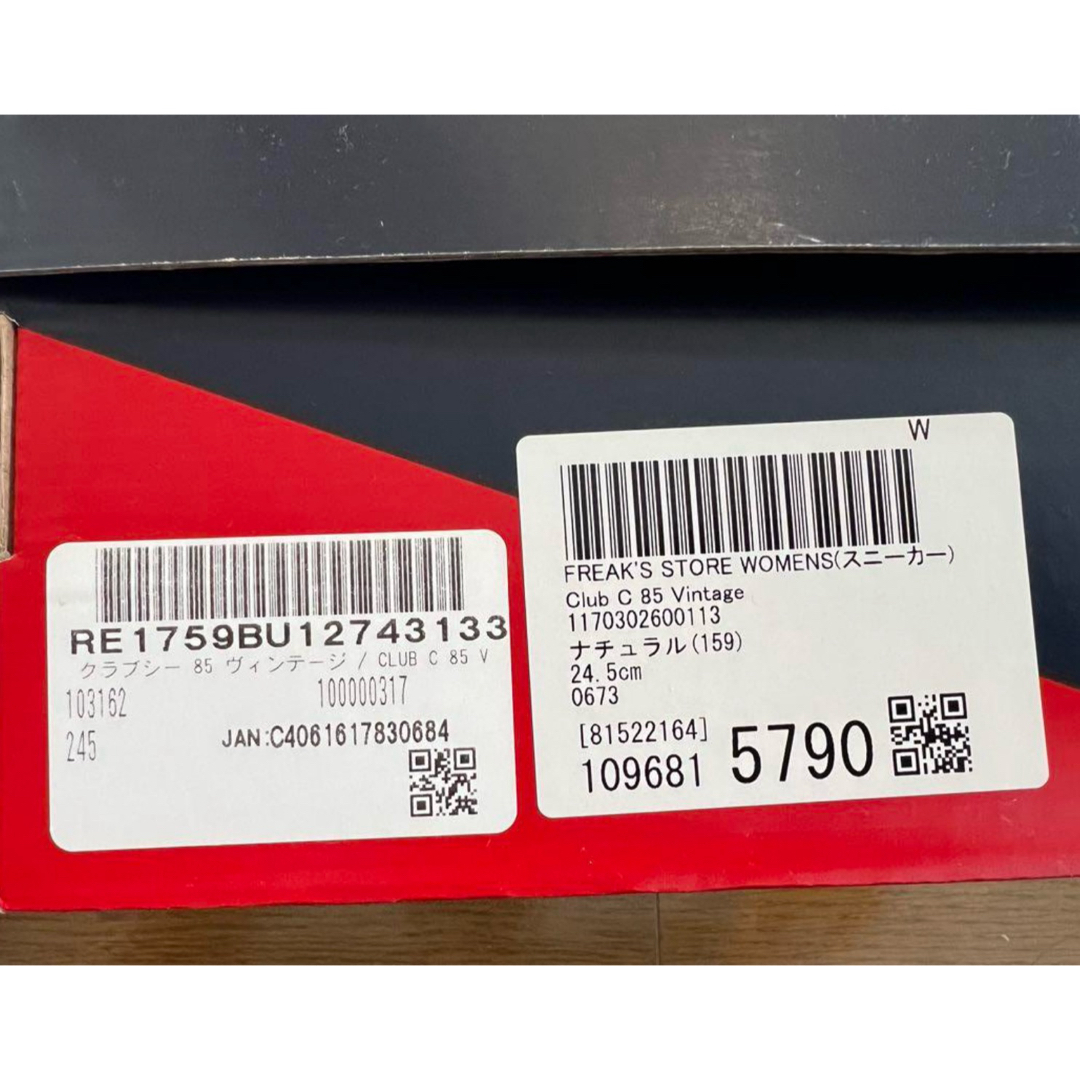 RE1759BU12743133
クラブシー 85 ヴィンテージ / CLUB C 85 V
103162 100000317
245 JAN:C4061617830684
W
FREAK'S STORE WOMENS(スニーカー)
Club C 85 Vintage
1170302600113
ナチュラル(159)
24.5cm
0673
[81522164]
109681 5790